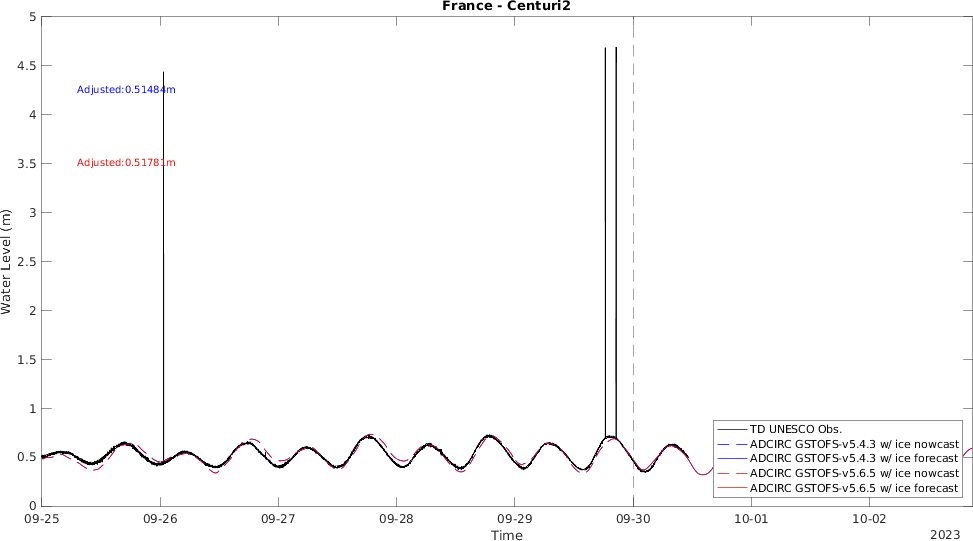 France - Centuri2
5
4.5
4
3.5
3
2.5
2
1.5
1
0.5
0
Water Level (m)
Adjusted:0.51484m
Adjusted:0.51781m
TD UNESCO Obs.
ADCIRC GSTOFS-v5.4.3 w/ ice nowcast
ADCIRC GSTOFS-v5.4.3 w/ ice forecast
ADCIRC GSTOFS-v5.6.5 w/ ice nowcast
ADCIRC GSTOFS-v5.6.5 w/ ice forecast
09-25 09-26 09-27 09-28 09-29 09-30 10-01 10-02
Time
2023